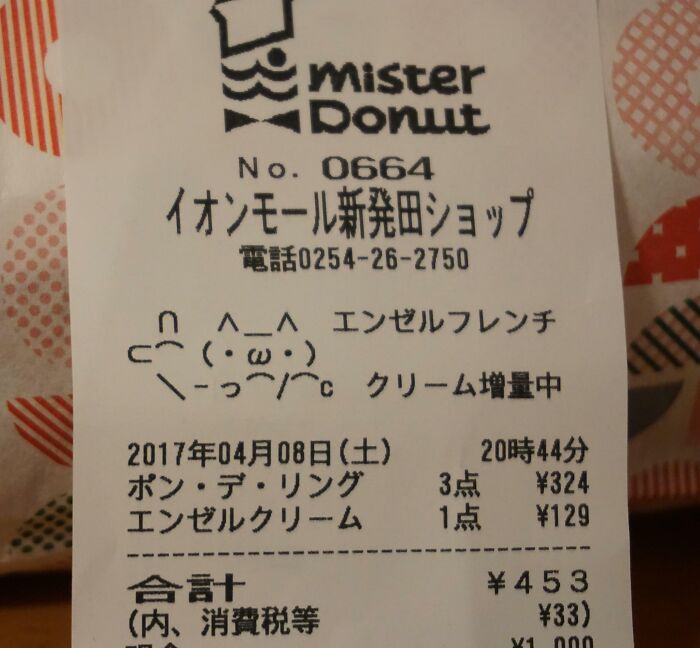 mister
Donut
No. 0664
イオンモール新発田ショップ
電話0254-26-2750
∩ ∧＿∧ エンゼルフレンチ
⊂⌒ (・ω・)
＼-っ⌒/⌒c クリーム増量中
2017年04月08日(土) 20時44分
ポン・デ・リング 3点 ¥324
エンゼルクリーム 1点 ¥129
--------------------------------
合計 ¥453
(内、消費税等 ¥33)
¥1,000